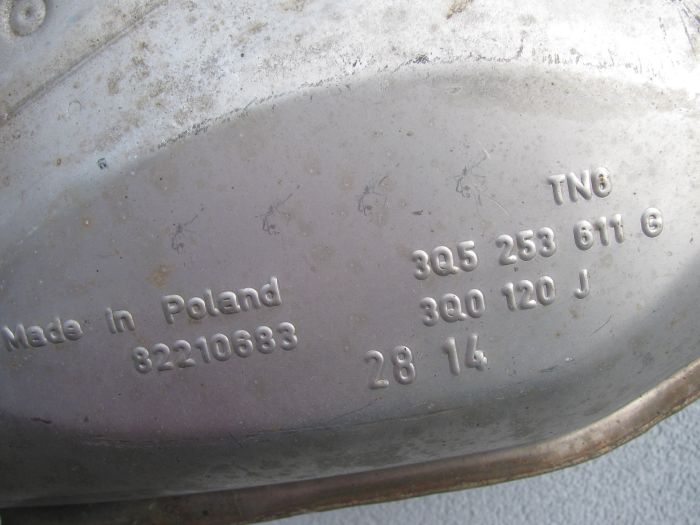 TN6
3Q5 253 611 G
3Q0 120 J
28 14
Made in Poland
82210683